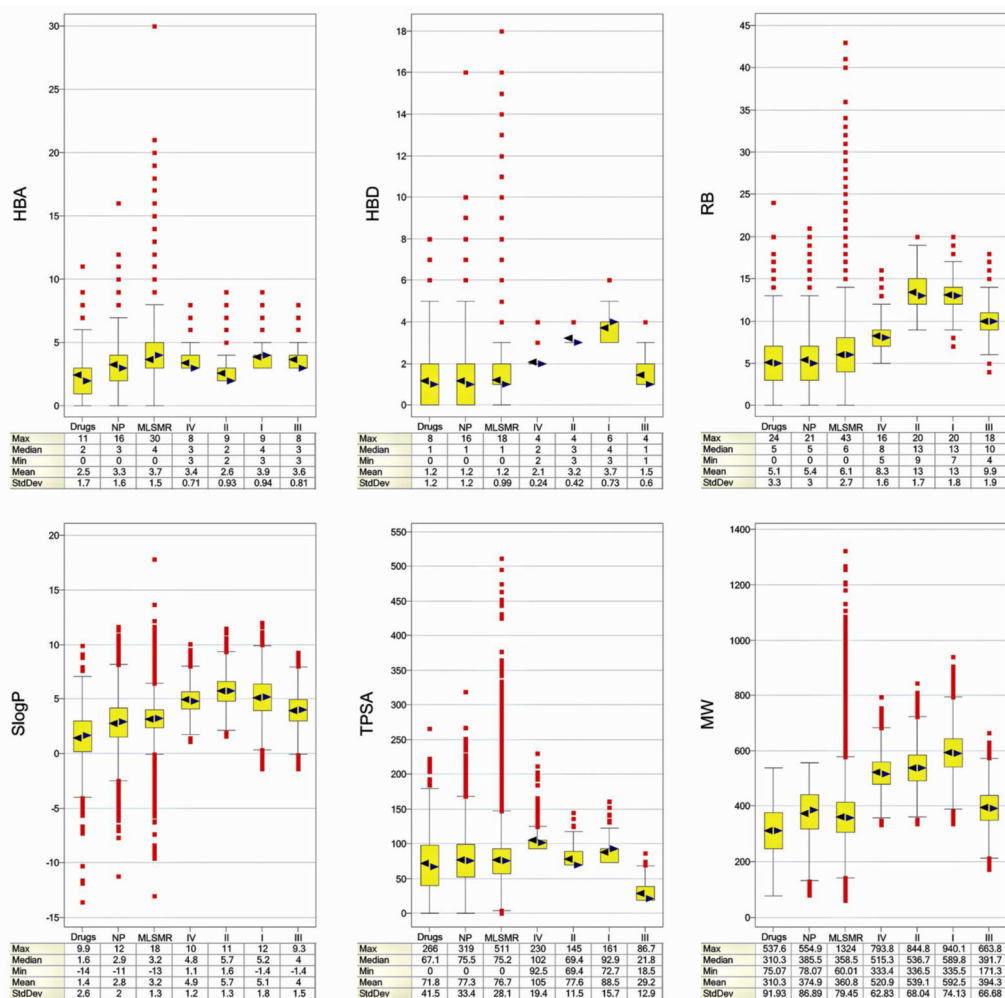 30
25
20
15
10
5
0
HBA
Drugs NP MLSMR IV II I III
Max 11 16 30 8 9 9 8
Median 2 3 4 3 2 4 3
Min 0 0 0 3 2 3 3
Mean 2.5 3.3 3.7 3.4 2.6 3.9 3.6
StdDev 1.7 1.6 1.5 0.71 0.93 0.94 0.81
18
16
14
12
10
8
6
4
2
0
HBD
Drugs NP MLSMR IV II I III
Max 8 16 18 4 4 6 4
Median 1 1 1 2 3 4 1
Min 0 0 0 2 3 3 1
Mean 1.2 1.2 1.2 2.1 3.2 3.7 1.5
StdDev 1.2 1.2 0.99 0.24 0.42 0.73 0.6
45
40
35
30
25
20
15
10
5
0
RB
Drugs NP MLSMR IV II I III
Max 24 21 43 16 20 20 18
Median 5 5 6 8 13 13 10
Min 0 0 0 5 9 7 4
Mean 5.1 5.4 6.1 8.3 13 13 9.9
StdDev 3.3 3 2.7 1.6 1.7 1.8 1.9
20
15
10
5
0
-5
-10
-15
SlogP
Drugs NP MLSMR IV II I III
Max 9.9 12 18 10 11 12 9.3
Median 1.6 2.9 3.2 4.8 5.7 5.2 4
Min -14 -11 -13 1.1 1.6 -1.4 -1.4
Mean 1.4 2.8 3.2 4.9 5.7 5.1 4
StdDev 2.6 2 1.3 1.2 1.3 1.8 1.5
550
500
450
400
350
300
250
200
150
100
50
0
TPSA
Drugs NP MLSMR IV II I III
Max 266 319 511 230 145 161 86.7
Median 67.1 75.5 75.2 102 69.4 92.9 21.8
Min 0 0 0 92.5 69.4 72.7 18.5
Mean 71.8 77.3 76.7 105 77.6 88.5 29.2
StdDev 41.5 33.4 28.1 19.4 11.5 15.7 12.9
1400
1200
1000
800
600
400
200
0
MW
Drugs NP MLSMR IV II I III
Max 537.6 554.9 1324 793.8 844.8 940.1 663.8
Median 310.3 385.5 358.5 515.3 536.7 589.8 391.7
Min 75.07 78.07 60.01 333.4 336.5 335.5 171.3
Mean 310.3 374.9 360.8 520.9 539.1 592.5 394.3
StdDev 91.93 86.89 79.45 62.83 68.04 74.13 66.63